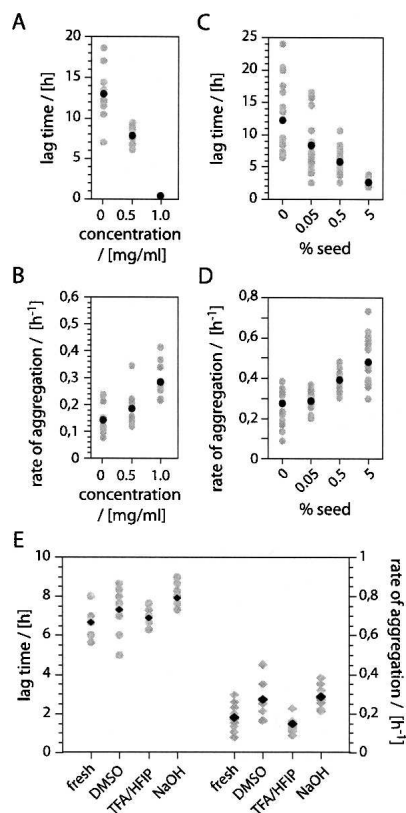 A
lag time / [h]
20
15
10
5
0
0 0.5 1.0
concentration
/ [mg/ml]
C
lag time / [h]
25
20
15
10
5
0
0 0.05 0.5 5
% seed
B
rate of aggregation / [h⁻¹]
0,6
0,5
0,4
0,3
0,2
0,1
0
0 0.5 1.0
concentration
/ [mg/ml]
D
rate of aggregation / [h⁻¹]
0,8
0,6
0,4
0,2
0
0 0.05 0.5 5
% seed
E
lag time / [h]
10
8
6
4
2
0
fresh DMSO TFA/HFIP NaOH
fresh DMSO TFA/HFIP NaOH
1
0,8
0,6
0,4
0,2
0
rate of aggregation / [h⁻¹]